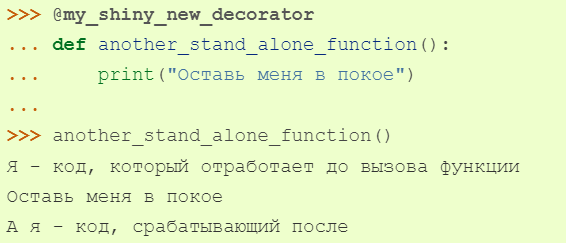 >>> @my_shiny_new_decorator
... def another_stand_alone_function():
...     print("Оставь меня в покое")
...
>>> another_stand_alone_function()
Я - код, который отработает до вызова функции
Оставь меня в покое
А я - код, срабатывающий после